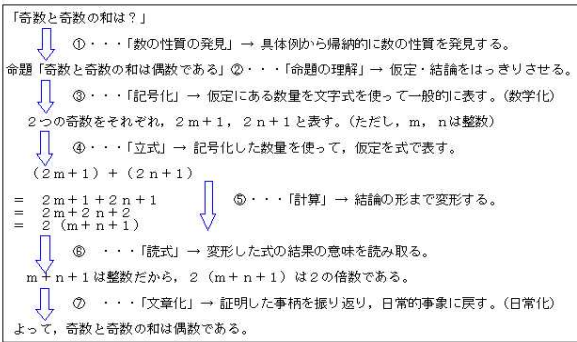 「奇数と奇数の和は？」
①・・・「数の性質の発見」→ 具体例から帰納的に数の性質を発見する。
命題「奇数と奇数の和は偶数である」②・・・「命題の理解」→ 仮定・結論をはっきりさせる。
③・・・「記号化」→ 仮定にある数量を文字式を使って一般的に表す。（数学化）
２つの奇数をそれぞれ，２ｍ＋１，２ｎ＋１と表す。（ただし，ｍ，ｎは整数）
④・・・「立式」→ 記号化した数量を使って，仮定を式で表す。
（２ｍ＋１）＋（２ｎ＋１）
＝ ２ｍ＋１＋２ｎ＋１ ⑤・・・「計算」→ 結論の形まで変形する。
＝ ２ｍ＋２ｎ＋２
＝ ２（ｍ＋ｎ＋１）
⑥ ・・・「読式」→ 変形した式の結果の意味を読み取る。
ｍ＋ｎ＋１は整数だから，２（ｍ＋ｎ＋１）は２の倍数である。
⑦ ・・・「文章化」→ 証明した事柄を振り返り，日常的事象に戻す。（日常化）
よって，奇数と奇数の和は偶数である。